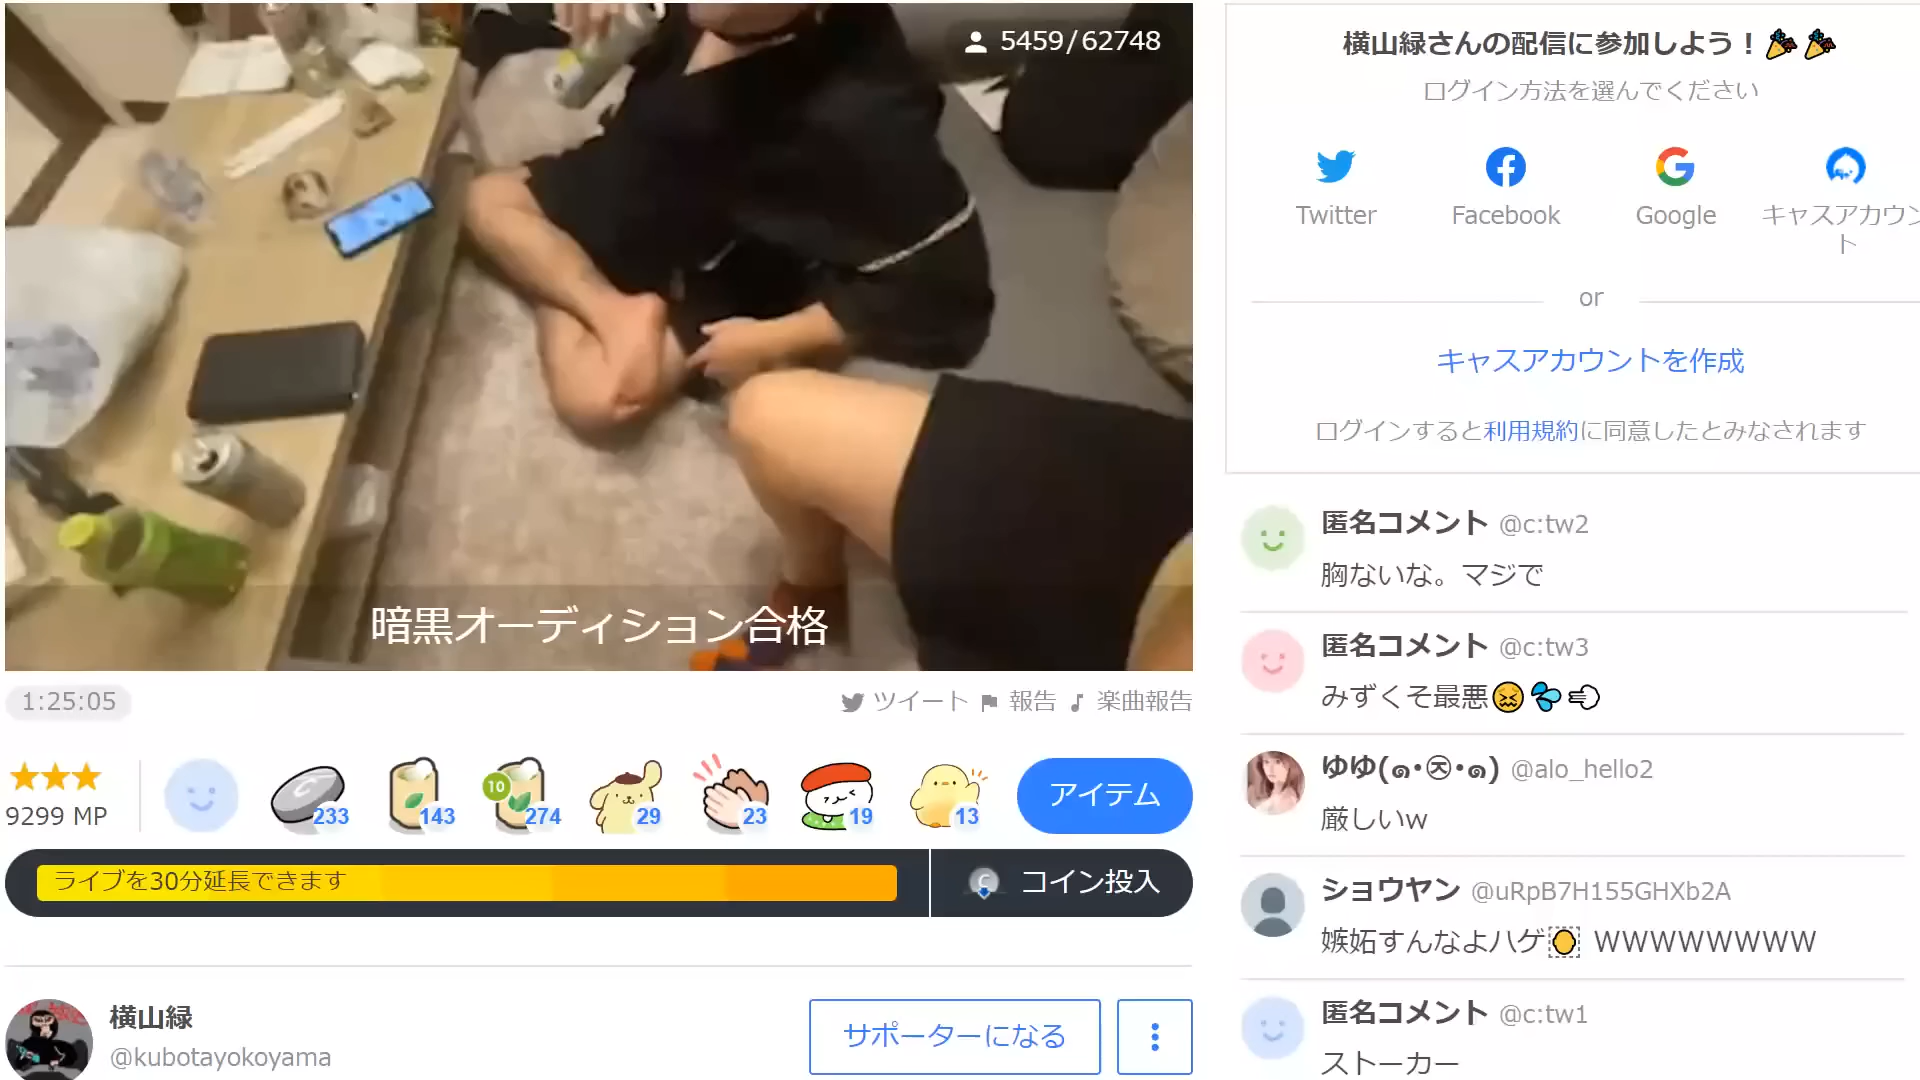 5459/62748
暗黒オーディション合格
1:25:05
ツイート 報告 楽曲報告
9299 MP
233
143
10
274
29
23
19
13
アイテム
ライブを30分延長できます
コイン投入
横山緑
@kubotayokoyama
サポーターになる
横山緑さんの配信に参加しよう！🎉🎉
ログイン方法を選んでください
Twitter
Facebook
Google
キャスアカウン
ト
or
キャスアカウントを作成
ログインすると利用規約に同意したとみなされます
匿名コメント @c:tw2
胸ないな。マジで
匿名コメント @c:tw3
みずくそ最悪😖💦💨
ゆゆ(๑•㉨•๑) @alo_hello2
厳しいw
ショウヤン @uRpB7H155GHXb2A
嫉妬すんなよハゲ WWWWWWWW
匿名コメント @c:tw1
ストーカー